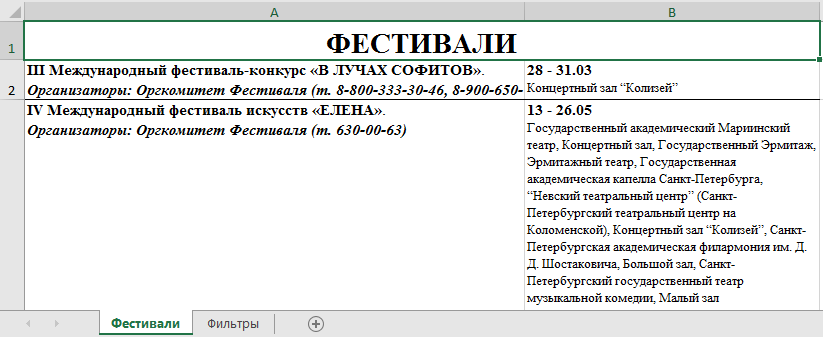 A B
1 ФЕСТИВАЛИ
III Международный фестиваль-конкурс «В ЛУЧАХ СОФИТОВ».
2 Организаторы: Оргкомитет Фестиваля (т. 8-800-333-30-46, 8-900-650-
28 - 31.03
Концертный зал “Колизей”
IV Международный фестиваль искусств «ЕЛЕНА».
Организаторы: Оргкомитет Фестиваля (т. 630-00-63)
13 - 26.05
Государственный академический Мариинский
театр, Концертный зал, Государственный Эрмитаж,
Эрмитажный театр, Государственная
академическая капелла Санкт-Петербурга,
“Невский театральный центр” (Санкт-
Петербургский театральный центр на
Коломенской), Концертный зал “Колизей”, Санкт-
Петербургская академическая филармония им. Д.
Д. Шостаковича, Большой зал, Санкт-
Петербургский государственный театр
музыкальной комедии, Малый зал
Фестивали Фильтры